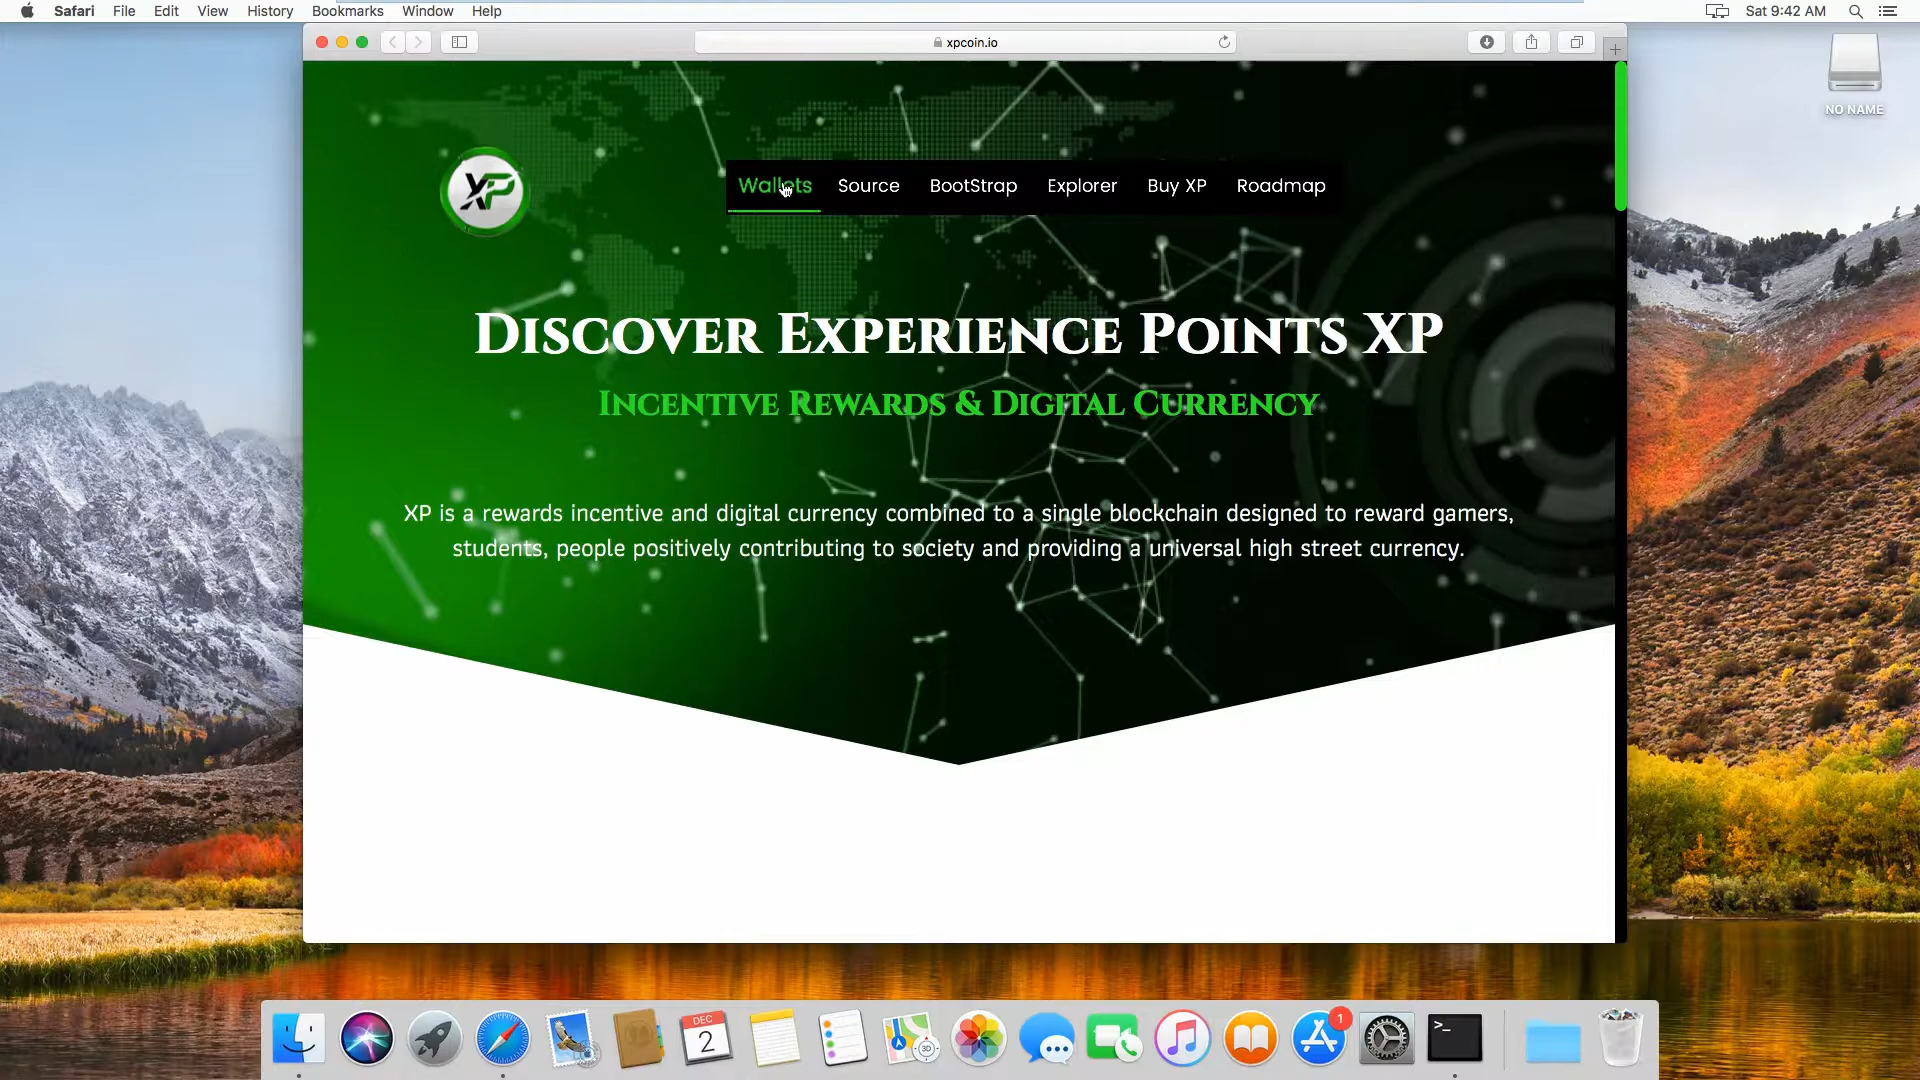 Safari File Edit View History Bookmarks Window Help
Sat 9:42 AM
xpcoin.io
NO NAME
XP
Wallets Source BootStrap Explorer Buy XP Roadmap
Discover Experience Points XP
Incentive Rewards & Digital Currency
XP is a rewards incentive and digital currency combined to a single blockchain designed to reward gamers,
students, people positively contributing to society and providing a universal high street currency.
DEC
2
3D
1
>_